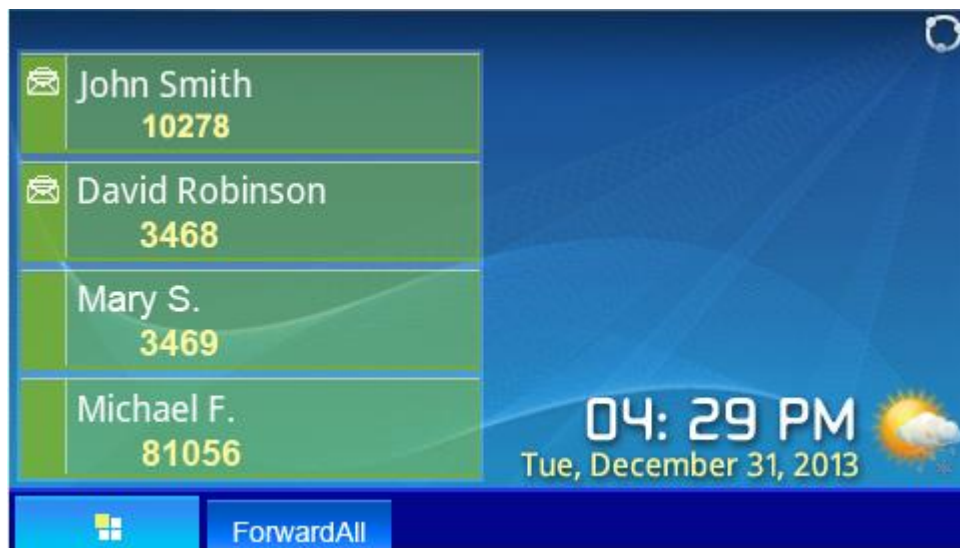 John Smith
10278
David Robinson
3468
Mary S.
3469
Michael F.
81056
04: 29 PM
Tue, December 31, 2013
ForwardAll